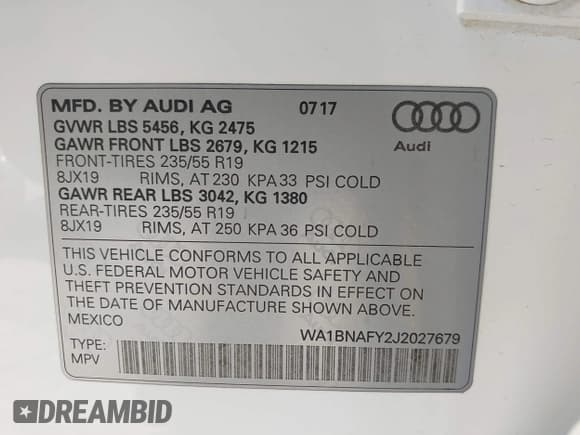 MFD. BY AUDI AG 07 17
GVWR LBS 5456, KG 2475
GAWR FRONT LBS 2679, KG 1215
FRONT-TIRES 235/55 R19
8JX19 RIMS, AT 230 KPA 33 PSI COLD
GAWR REAR LBS 3042, KG 1380
REAR-TIRES 235/55 R19
8JX19 RIMS, AT 250 KPA 36 PSI COLD
Audi
THIS VEHICLE CONFORMS TO ALL APPLICABLE
U.S. FEDERAL MOTOR VEHICLE SAFETY AND
THEFT PREVENTION STANDARDS IN EFFECT ON
THE DATE OF MANUFACTURE SHOWN ABOVE.
MEXICO
WA1BNAFY2J2027679
TYPE:
MPV
DREAMBID